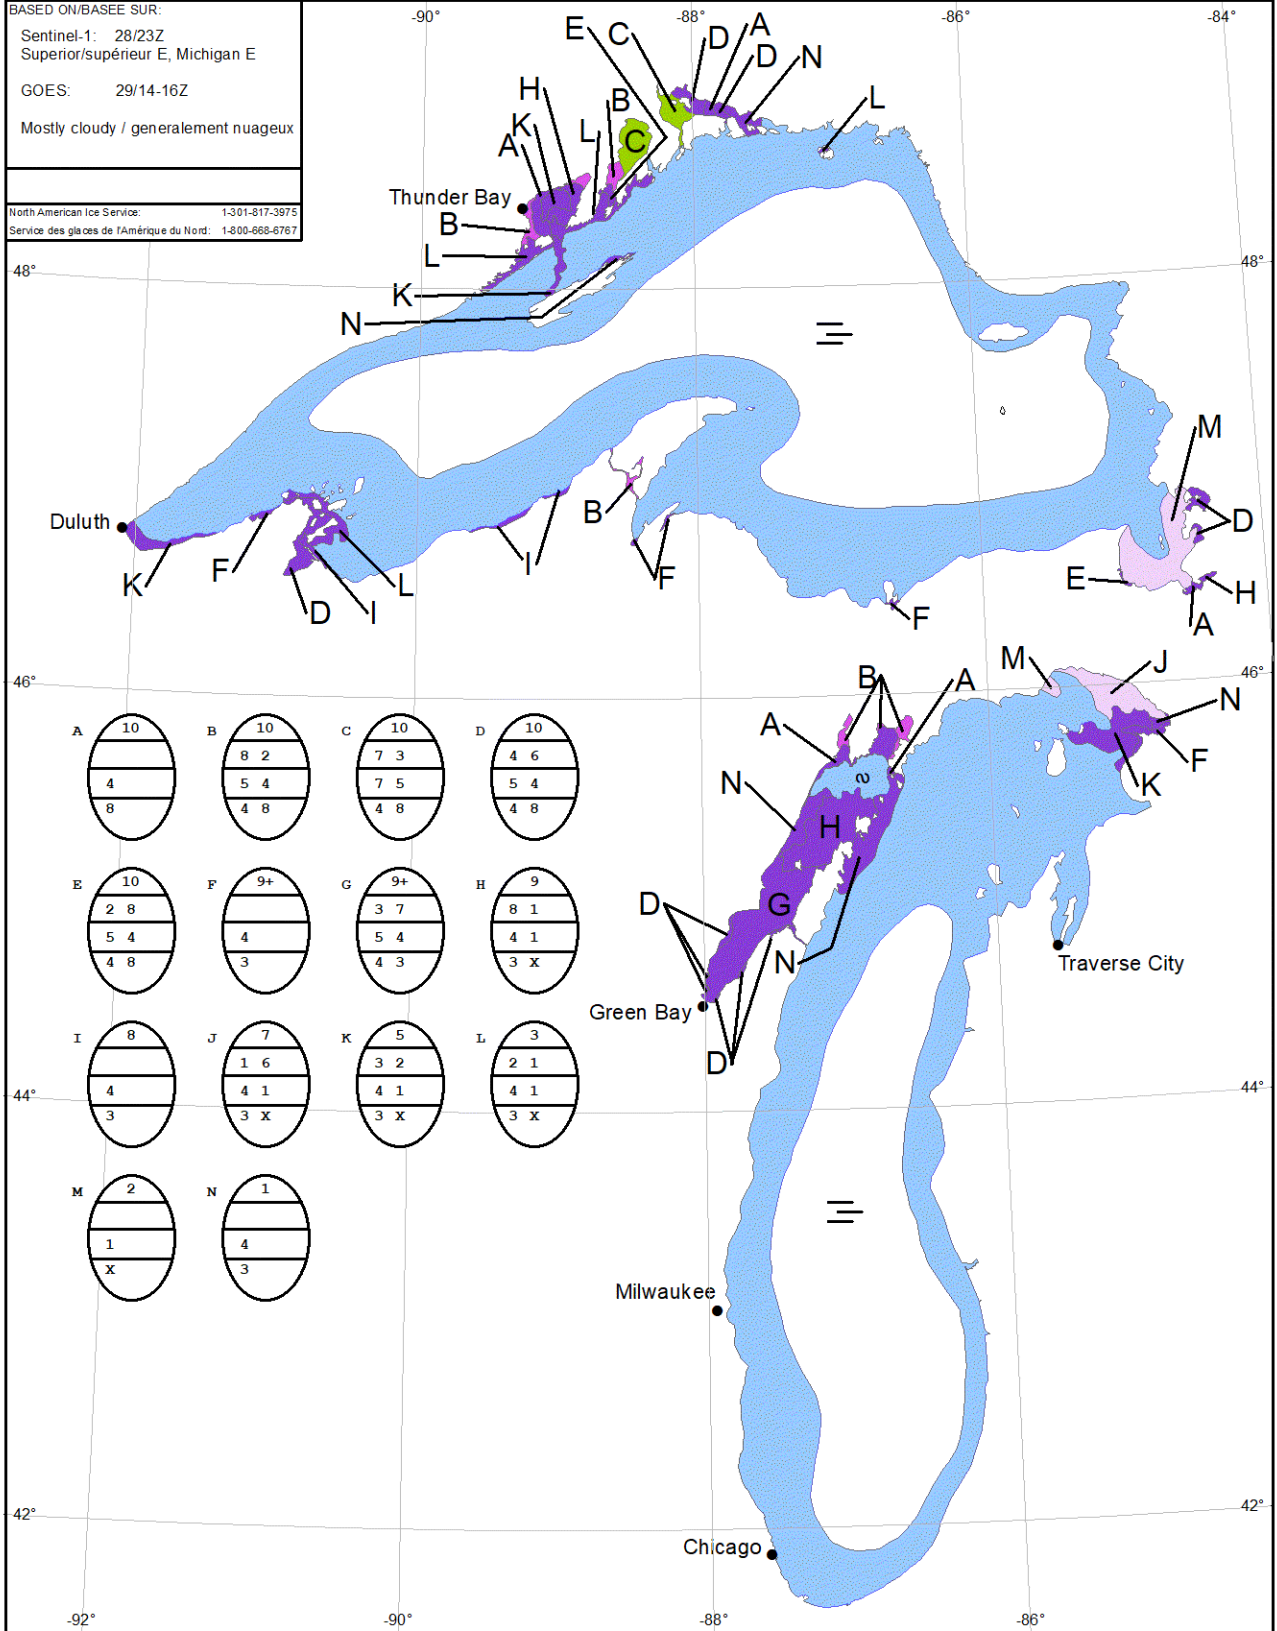 BASED ON/BASEE SUR:
Sentinel-1: 28/23Z
Superior/supérieur E, Michigan E
GOES: 29/14-16Z
Mostly cloudy / generalement nuageux
North American Ice Service: 1-301-817-3975
Service des glaces de l'Amérique du Nord: 1-800-668-6767
-90° -88° -86° -84°
E C D A D N
H B L
K L C
A
Thunder Bay
B
L
48° 48°
K
N
M
Duluth B D
F I F E H
K D I L F A
46° M J 46°
B A N
A F
N K
H
D G
N Traverse City
Green Bay
D
44° 44°
Milwaukee
42° 42°
Chicago
-92° -90° -88° -86°
A 10 B 10 C 10 D 10
8 2 7 3 4 6
4 5 4 7 5 5 4
8 4 8 4 8 4 8
E 10 F 9+ G 9+ H 9
2 8 3 7 8 1
5 4 4 5 4 4 1
4 8 3 4 3 3 X
I 8 J 7 K 5 L 3
1 6 3 2 2 1
4 4 1 4 1 4 1
3 3 X 3 X 3 X
M 2 N 1
1 4
X 3